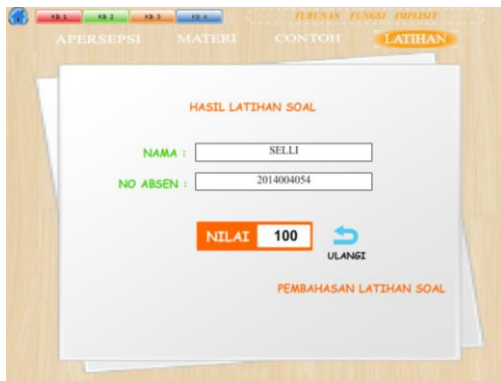 KB 1 KB 2 KB 3 KB 4 TURUNAN FUNGSI IMPLISIT
APERSEPSI MATERI CONTOH LATIHAN
HASIL LATIHAN SOAL
NAMA : SELLI
NO ABSEN : 2014004054
NILAI 100
ULANGI
PEMBAHASAN LATIHAN SOAL